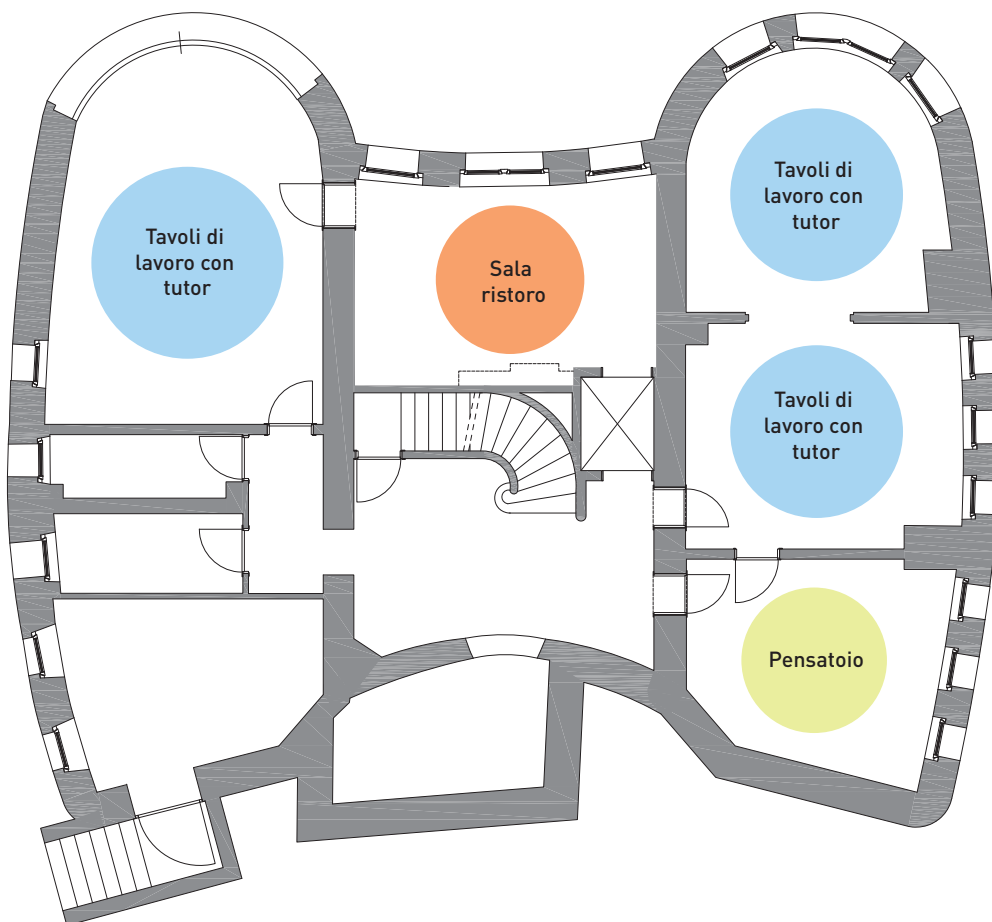 Tavoli di
lavoro con
tutor
Sala
ristoro
Tavoli di
lavoro con
tutor
Tavoli di
lavoro con
tutor
Pensatoio